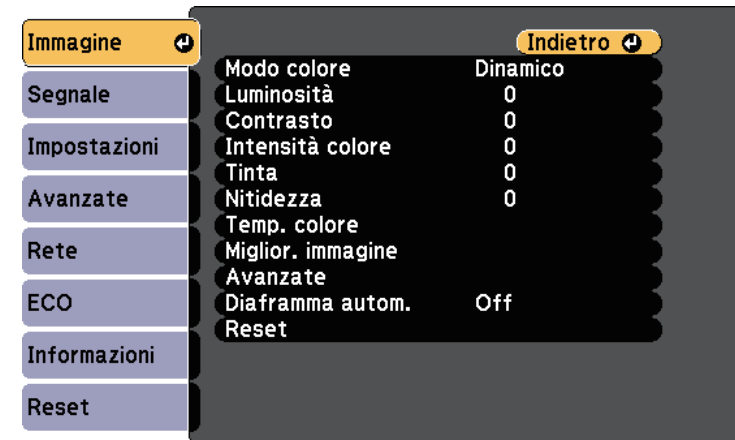 Immagine
Segnale
Impostazioni
Avanzate
Rete
ECO
Informazioni
Reset
Indietro
Modo colore Dinamico
Luminosità 0
Contrasto 0
Intensità colore 0
Tinta 0
Nitidezza 0
Temp. colore
Miglior. immagine
Avanzate
Diaframma autom. Off
Reset